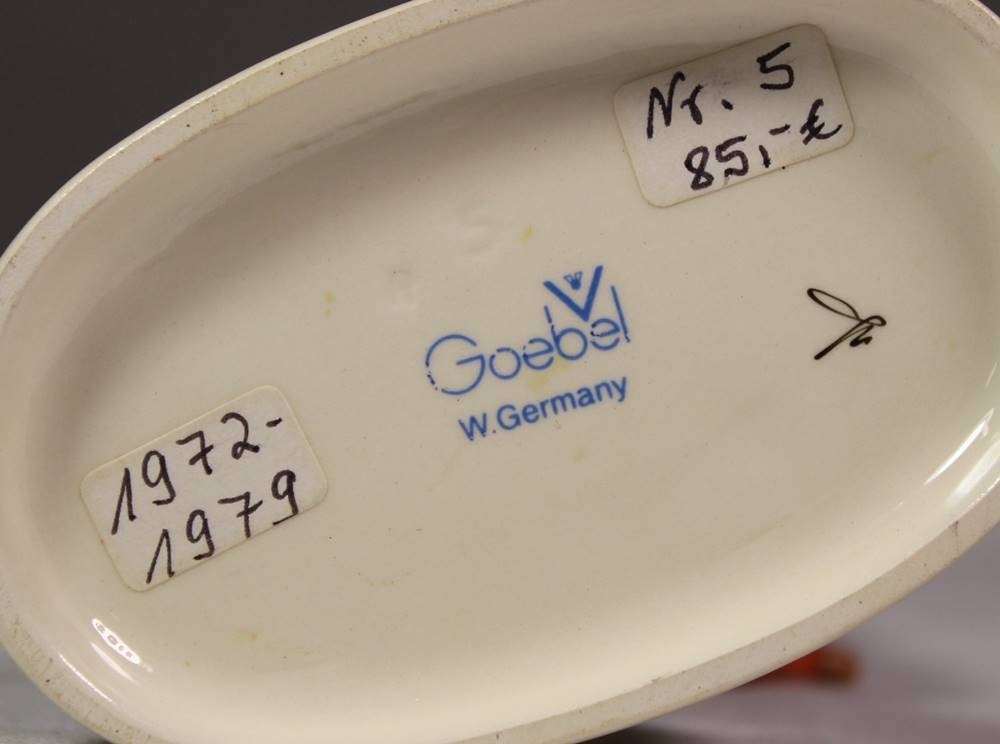 Nr. 5
85,- €
Goebel
W. Germany
1972-
1979